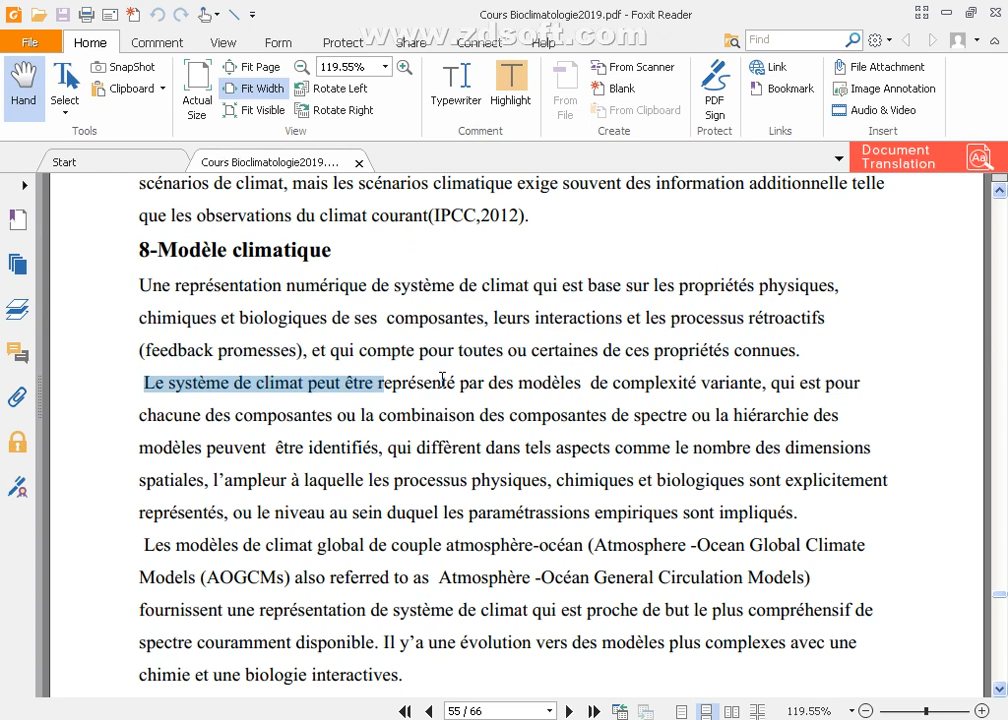 Cours Bioclimatologie2019.pdf - Foxit Reader
www.zdsoft.com
File Home Comment View Form Protect Share Connect Help Find
Hand Select SnapShot Clipboard Actual Size Fit Page Fit Width Fit Visible 119.55% Rotate Left Rotate Right Typewriter Highlight From File From Scanner Blank From Clipboard PDF Sign Link Bookmark File Attachment Image Annotation Audio & Video
Tools View Comment Create Protect Links Insert
Start Cours Bioclimatologie2019.... Document Translation
scénarios de climat, mais les scénarios climatique exige souvent des information additionnelle telle
que les observations du climat courant(IPCC,2012).
8-Modèle climatique
Une représentation numérique de système de climat qui est base sur les propriétés physiques,
chimiques et biologiques de ses composantes, leurs interactions et les processus rétroactifs
(feedback promesses), et qui compte pour toutes ou certaines de ces propriétés connues.
Le système de climat peut être représenté par des modèles de complexité variante, qui est pour
chacune des composantes ou la combinaison des composantes de spectre ou la hiérarchie des
modèles peuvent être identifiés, qui diffèrent dans tels aspects comme le nombre des dimensions
spatiales, l’ampleur à laquelle les processus physiques, chimiques et biologiques sont explicitement
représentés, ou le niveau au sein duquel les paramétrassions empiriques sont impliqués.
Les modèles de climat global de couple atmosphère-océan (Atmosphere -Ocean Global Climate
Models (AOGCMs) also referred to as Atmosphère -Océan General Circulation Models)
fournissent une représentation de système de climat qui est proche de but le plus compréhensif de
spectre couramment disponible. Il y’a une évolution vers des modèles plus complexes avec une
chimie et une biologie interactives.
55 / 66 119.55%